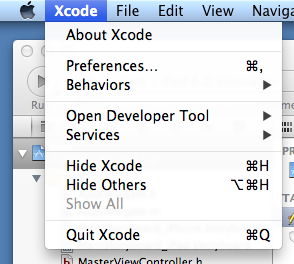 Xcode File Edit View Naviga
About Xcode
Preferences... ⌘,
Behaviors ▶
Open Developer Tool ▶
Services ▶
Hide Xcode ⌘H
Hide Others ⌥⌘H
Show All
Quit Xcode ⌘Q
MasterViewController.h